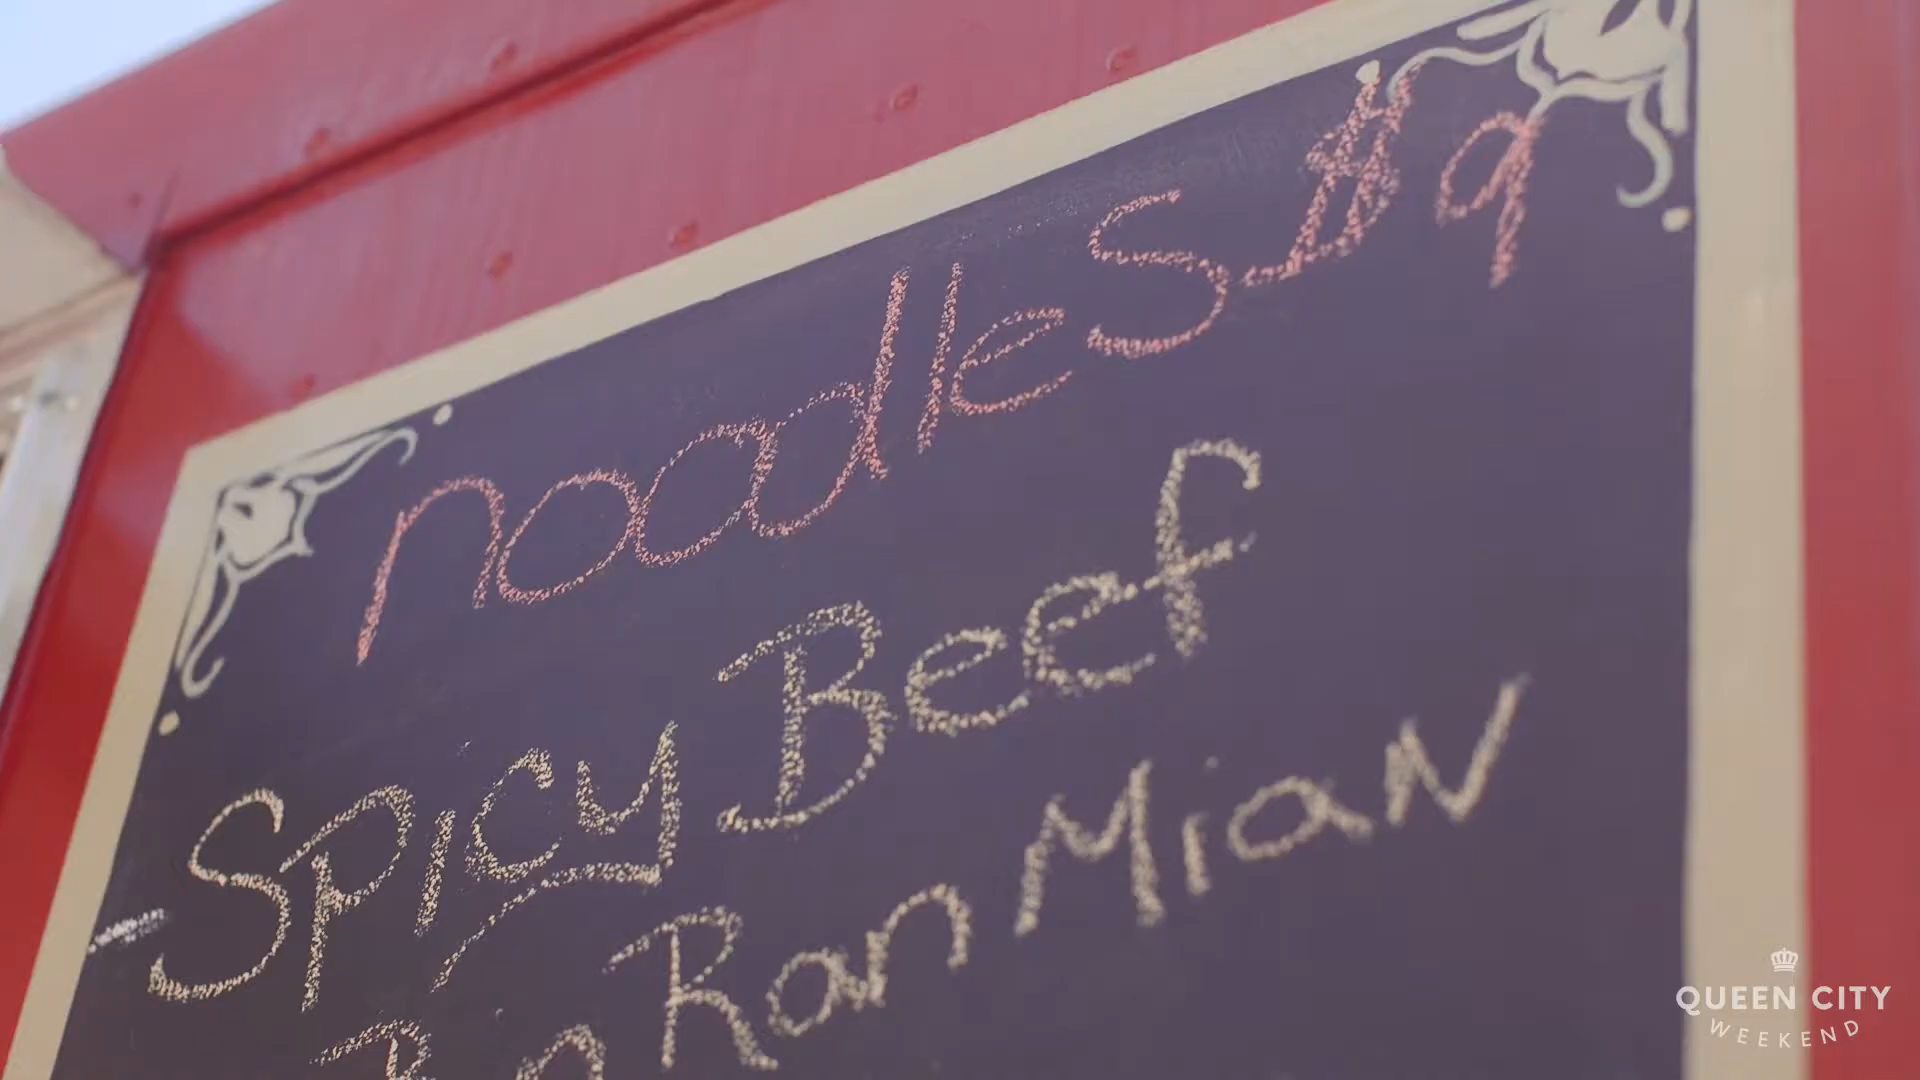 noodles $9
Spicy Beef
Ran Mian
QUEEN CITY
WEEKEND